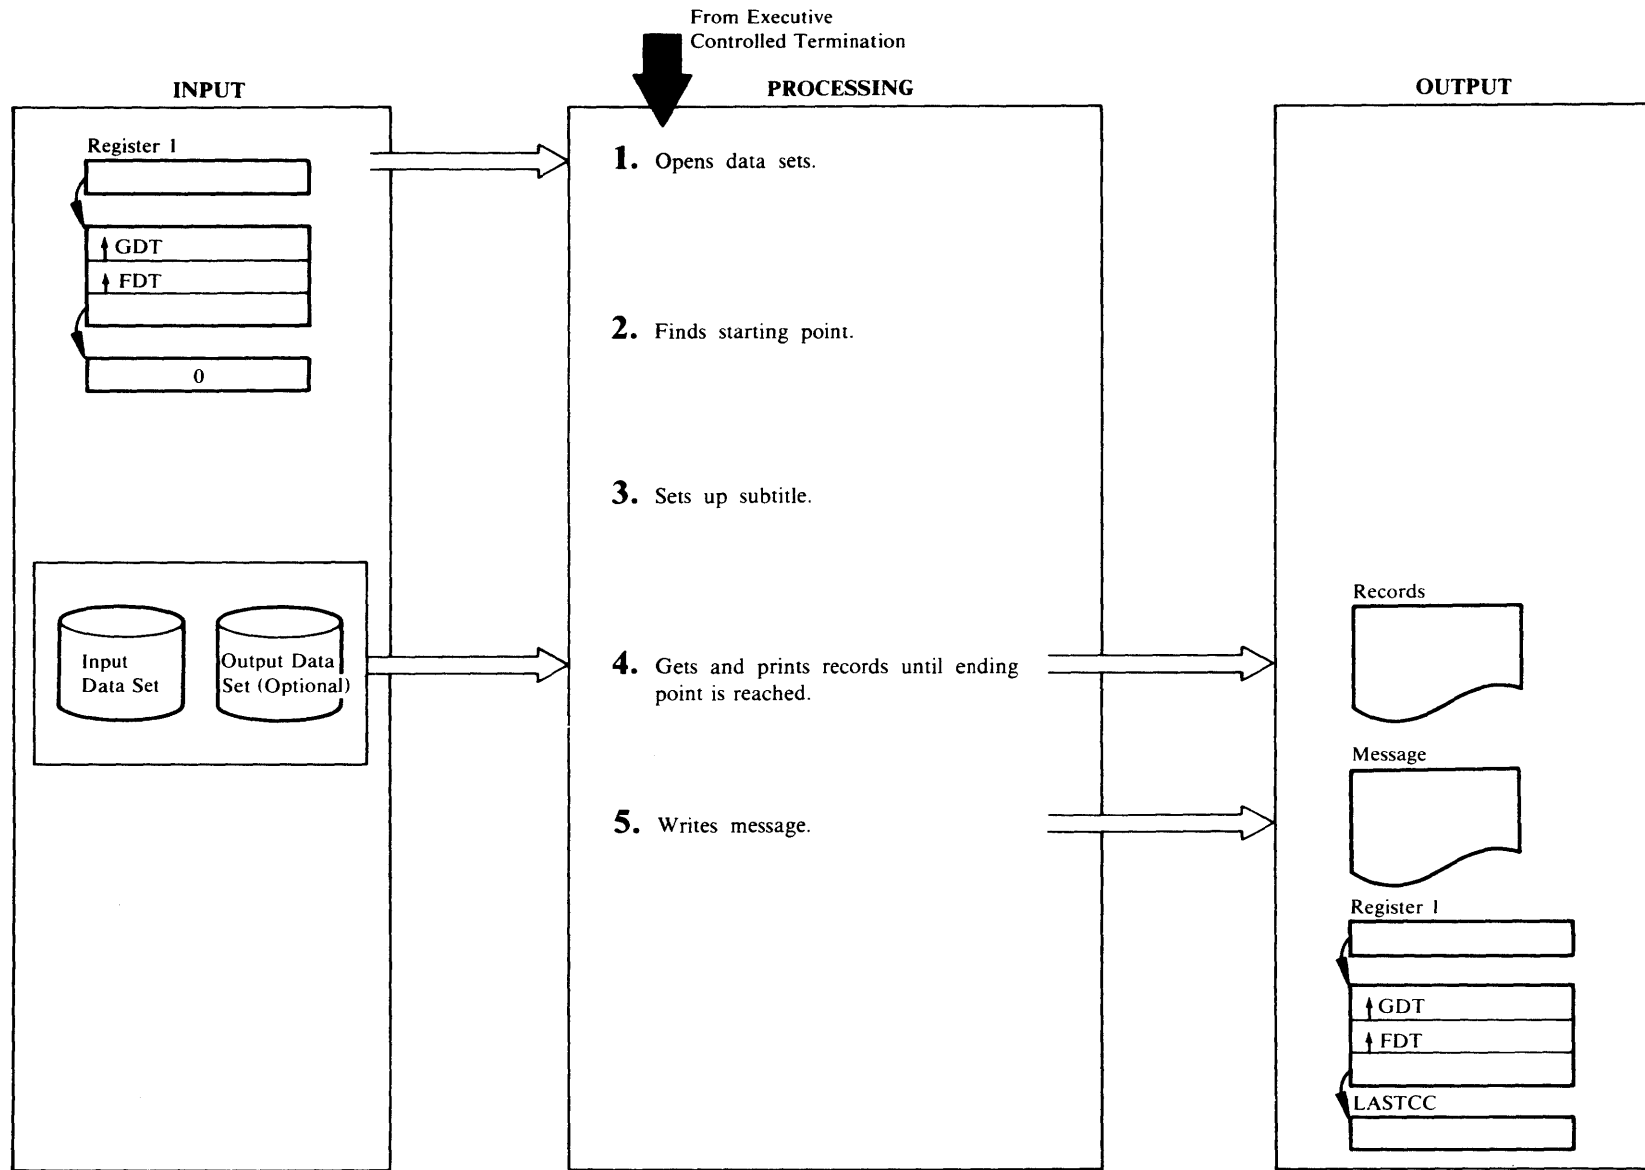 From Executive
Controlled Termination
INPUT
PROCESSING
OUTPUT
Register 1
GDT
FDT
0
Input
Data Set
Output Data
Set (Optional)
1. Opens data sets.
2. Finds starting point.
3. Sets up subtitle.
4. Gets and prints records until ending
point is reached.
5. Writes message.
Records
Message
Register 1
GDT
FDT
LASTCC